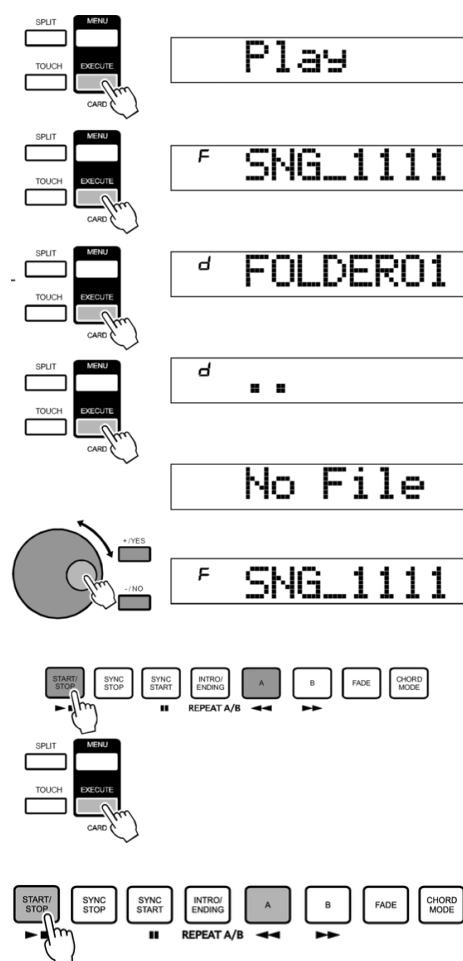 SPLIT MENU
TOUCH EXECUTE
CARD
Play
SPLIT MENU
TOUCH EXECUTE
CARD
F SNG_1111
SPLIT MENU
TOUCH EXECUTE
CARD
d FOLDER01
SPLIT MENU
TOUCH EXECUTE
CARD
d ..
No File
+/YES
-/NO
F SNG_1111
START/STOP SYNC STOP SYNC START INTRO/ENDING A B FADE CHORD MODE
REPEAT A/B
SPLIT MENU
TOUCH EXECUTE
CARD
START/STOP SYNC STOP SYNC START INTRO/ENDING A B FADE CHORD MODE
REPEAT A/B